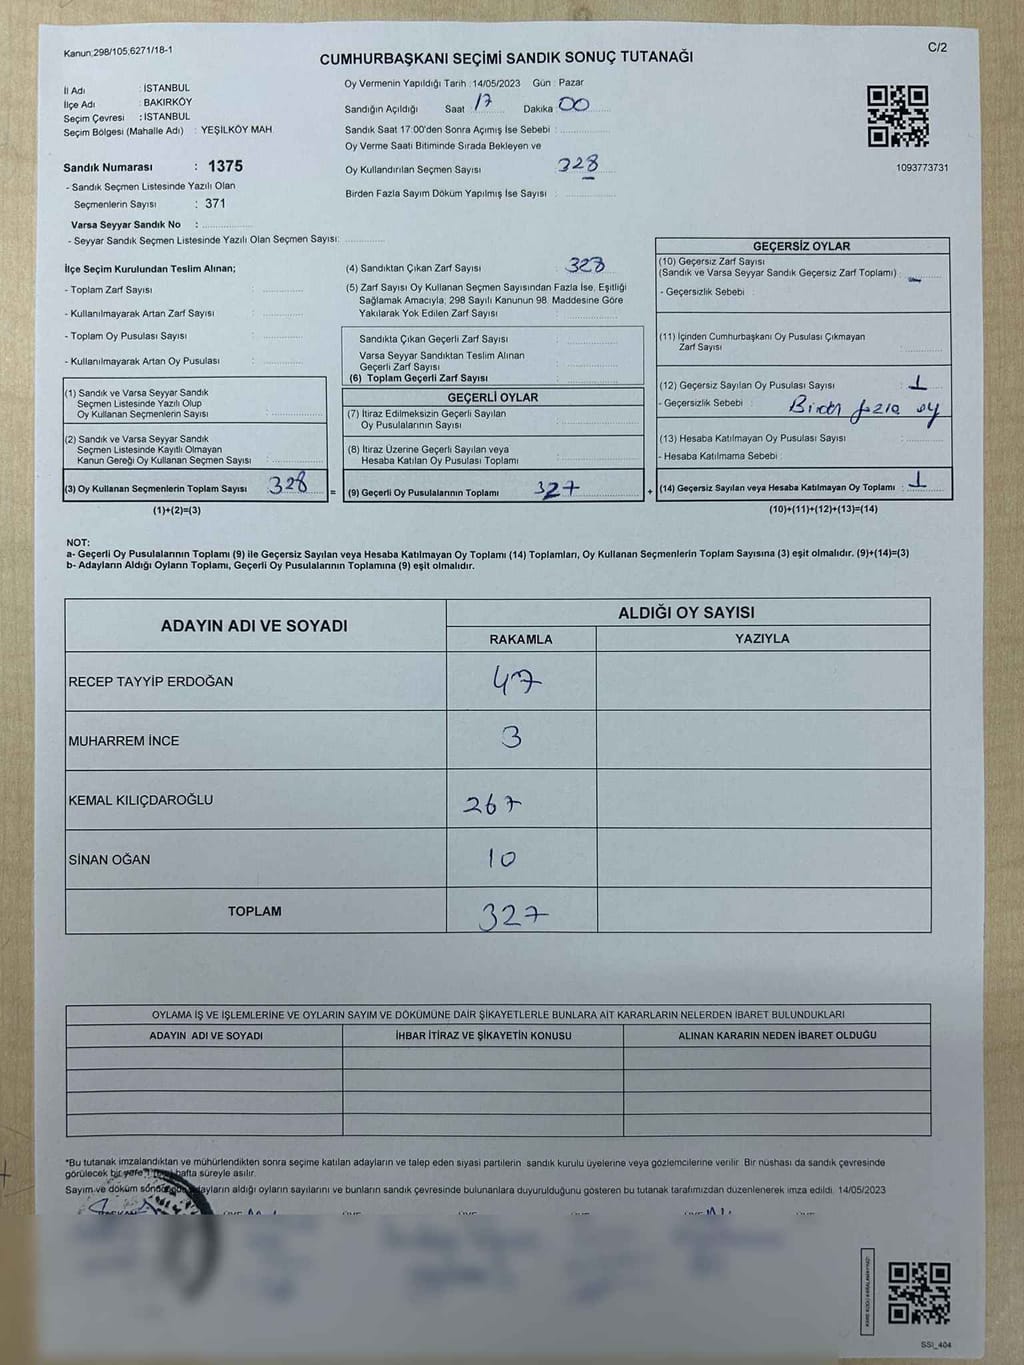 Kanun:298/105,6271/18-1
C/2
CUMHURBAŞKANI SEÇİMİ SANDIK SONUÇ TUTANAĞI
İl Adı : İSTANBUL
İlçe Adı : BAKIRKÖY
Seçim Çevresi : İSTANBUL
Seçim Bölgesi (Mahalle Adı) : YEŞİLKÖY MAH.
Sandık Numarası : 1375
- Sandık Seçmen Listesinde Yazılı Olan
Seçmenlerin Sayısı : 371
Varsa Seyyar Sandık No :
- Seyyar Sandık Seçmen Listesinde Yazılı Olan Seçmen Sayısı:
Oy Vermenin Yapıldığı Tarih : 14/05/2023 Gün : Pazar
Sandığın Açıldığı Saat 17 Dakika 00
Sandık Saat 17:00'den Sonra Açımış İse Sebebi :
Oy Verme Saati Bitiminde Sırada Bekleyen ve
Oy Kullandırılan Seçmen Sayısı 328
Birden Fazla Sayım Döküm Yapılmış İse Sayısı :
1093773731
İlçe Seçim Kurulundan Teslim Alınan;
- Toplam Zarf Sayısı :
- Kullanılmayarak Artan Zarf Sayısı :
- Toplam Oy Pusulası Sayısı :
- Kullanılmayarak Artan Oy Pusulası :
(1) Sandık ve Varsa Seyyar Sandık
Seçmen Listesinde Yazılı Olup
Oy Kullanan Seçmenlerin Sayısı :
(2) Sandık ve Varsa Seyyar Sandık
Seçmen Listesinde Kayıtlı Olmayan
Kanun Gereği Oy Kullanan Seçmen Sayısı :
(3) Oy Kullanan Seçmenlerin Toplam Sayısı 328
(1)+(2)=(3)
(4) Sandıktan Çıkan Zarf Sayısı : 328
(5) Zarf Sayısı Oy Kullanan Seçmen Sayısından Fazla İse, Eşitliği
Sağlamak Amacıyla, 298 Sayılı Kanunun 98. Maddesine Göre
Yakılarak Yok Edilen Zarf Sayısı :
Sandıkta Çıkan Geçerli Zarf Sayısı :
Varsa Seyyar Sandıktan Teslim Alınan
Geçerli Zarf Sayısı :
(6) Toplam Geçerli Zarf Sayısı :
GEÇERLİ OYLAR
(7) İtiraz Edilmeksizin Geçerli Sayılan
Oy Pusulalarının Sayısı :
(8) İtiraz Üzerine Geçerli Sayılan veya
Hesaba Katılan Oy Pusulası Toplamı :
= (9) Geçerli Oy Pusulalarının Toplamı 327
GEÇERSİZ OYLAR
(10) Geçersiz Zarf Sayısı
(Sandık ve Varsa Seyyar Sandık Geçersiz Zarf Toplamı) : -
- Geçersizlik Sebebi :
(11) İçinden Cumhurbaşkanı Oy Pusulası Çıkmayan
Zarf Sayısı :
(12) Geçersiz Sayılan Oy Pusulası Sayısı : 1
- Geçersizlik Sebebi : Birden fazla oy
(13) Hesaba Katılmayan Oy Pusulası Sayısı :
- Hesaba Katılmama Sebebi :
+ (14) Geçersiz Sayılan veya Hesaba Katılmayan Oy Toplamı : 1
(10)+(11)+(12)+(13)=(14)
NOT:
a- Geçerli Oy Pusulalarının Toplamı (9) ile Geçersiz Sayılan veya Hesaba Katılmayan Oy Toplamı (14) Toplamları, Oy Kullanan Seçmenlerin Toplam Sayısına (3) eşit olmalıdır. (9)+(14)=(3)
b- Adayların Aldığı Oyların Toplamı, Geçerli Oy Pusulalarının Toplamına (9) eşit olmalıdır.
ADAYIN ADI VE SOYADI
ALDIĞI OY SAYISI
RAKAMLA YAZIYLA
RECEP TAYYİP ERDOĞAN 47
MUHARREM İNCE 3
KEMAL KILIÇDAROĞLU 267
SİNAN OĞAN 10
TOPLAM 327
OYLAMA İŞ VE İŞLEMLERİNE VE OYLARIN SAYIM VE DÖKÜMÜNE DAİR ŞİKAYETLERLE BUNLARA AİT KARARLARIN NELERDEN İBARET BULUNDUKLARI
ADAYIN ADI VE SOYADI İHBAR İTİRAZ VE ŞİKAYETİN KONUSU ALINAN KARARIN NEDEN İBARET OLDUĞU
*Bu tutanak imzalandıktan ve mühürlendikten sonra seçime katılan adayların ve talep eden siyasi partilerin sandık kurulu üyelerine veya gözlemcilerine verilir. Bir nüshası da sandık çevresinde
görülecek bir yere hafta süreyle asılır.
Sayım ve döküm adayların aldığı oyların sayılarını ve bunların sandık çevresinde bulunanlara duyurulduğunu gösteren bu tutanak tarafımızdan düzenlenerek imza edildi. 14/05/2023
BAŞKAN
SSİ_404